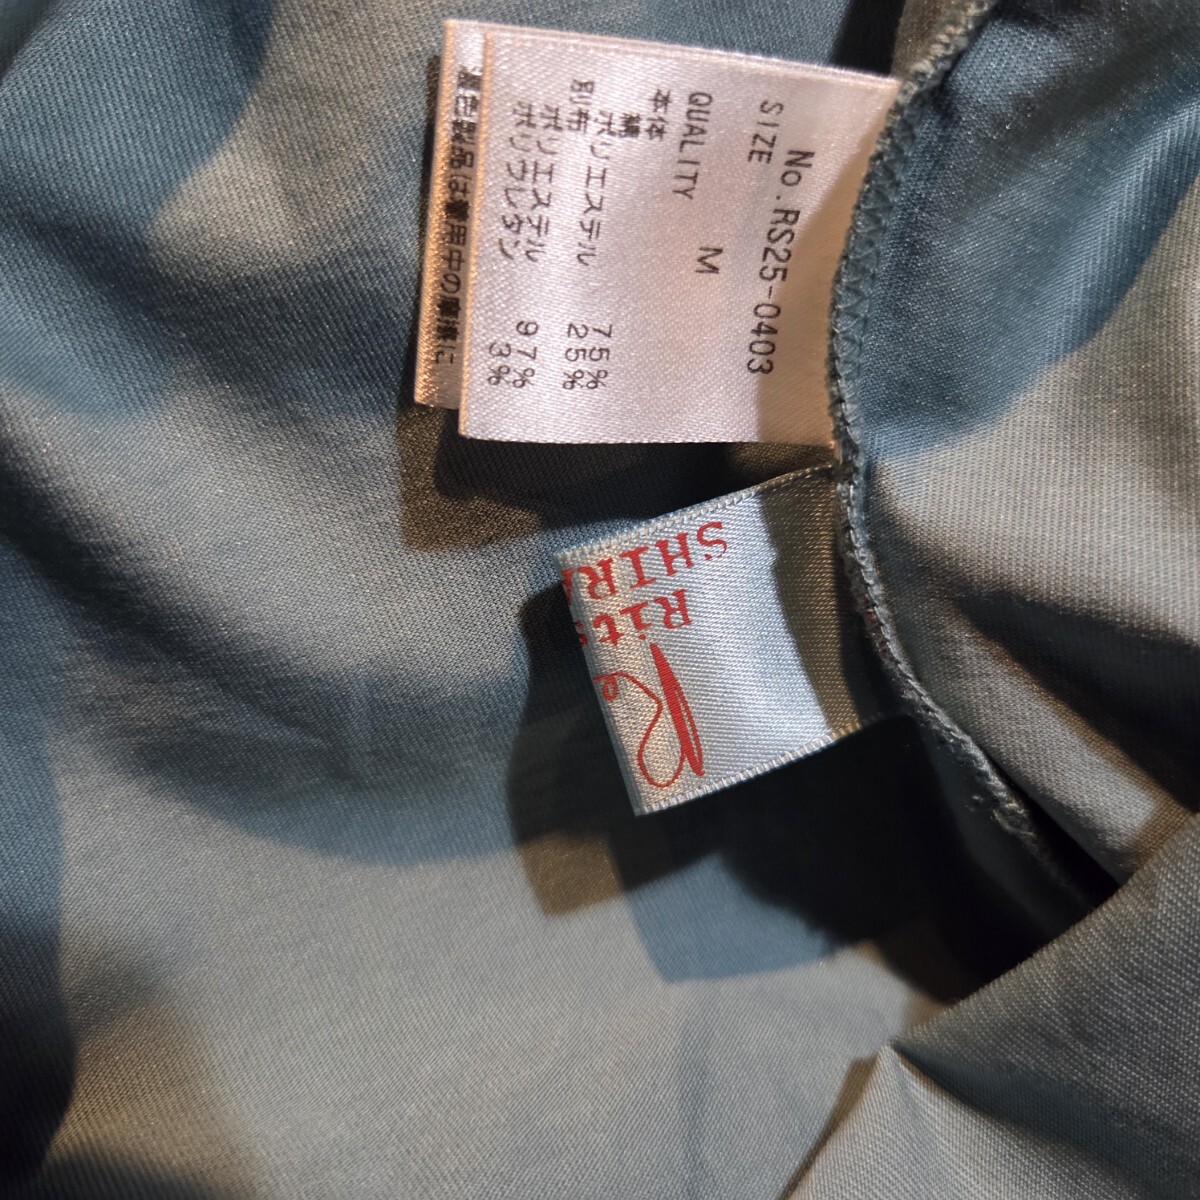 No.RS25-0403
SIZE M
QUALITY
本体
綿 75%
ポリエステル 25%
別布
ポリエステル 97%
ポリウレタン 3%
濃色製品は着用中の摩擦に
SHIR
Rit